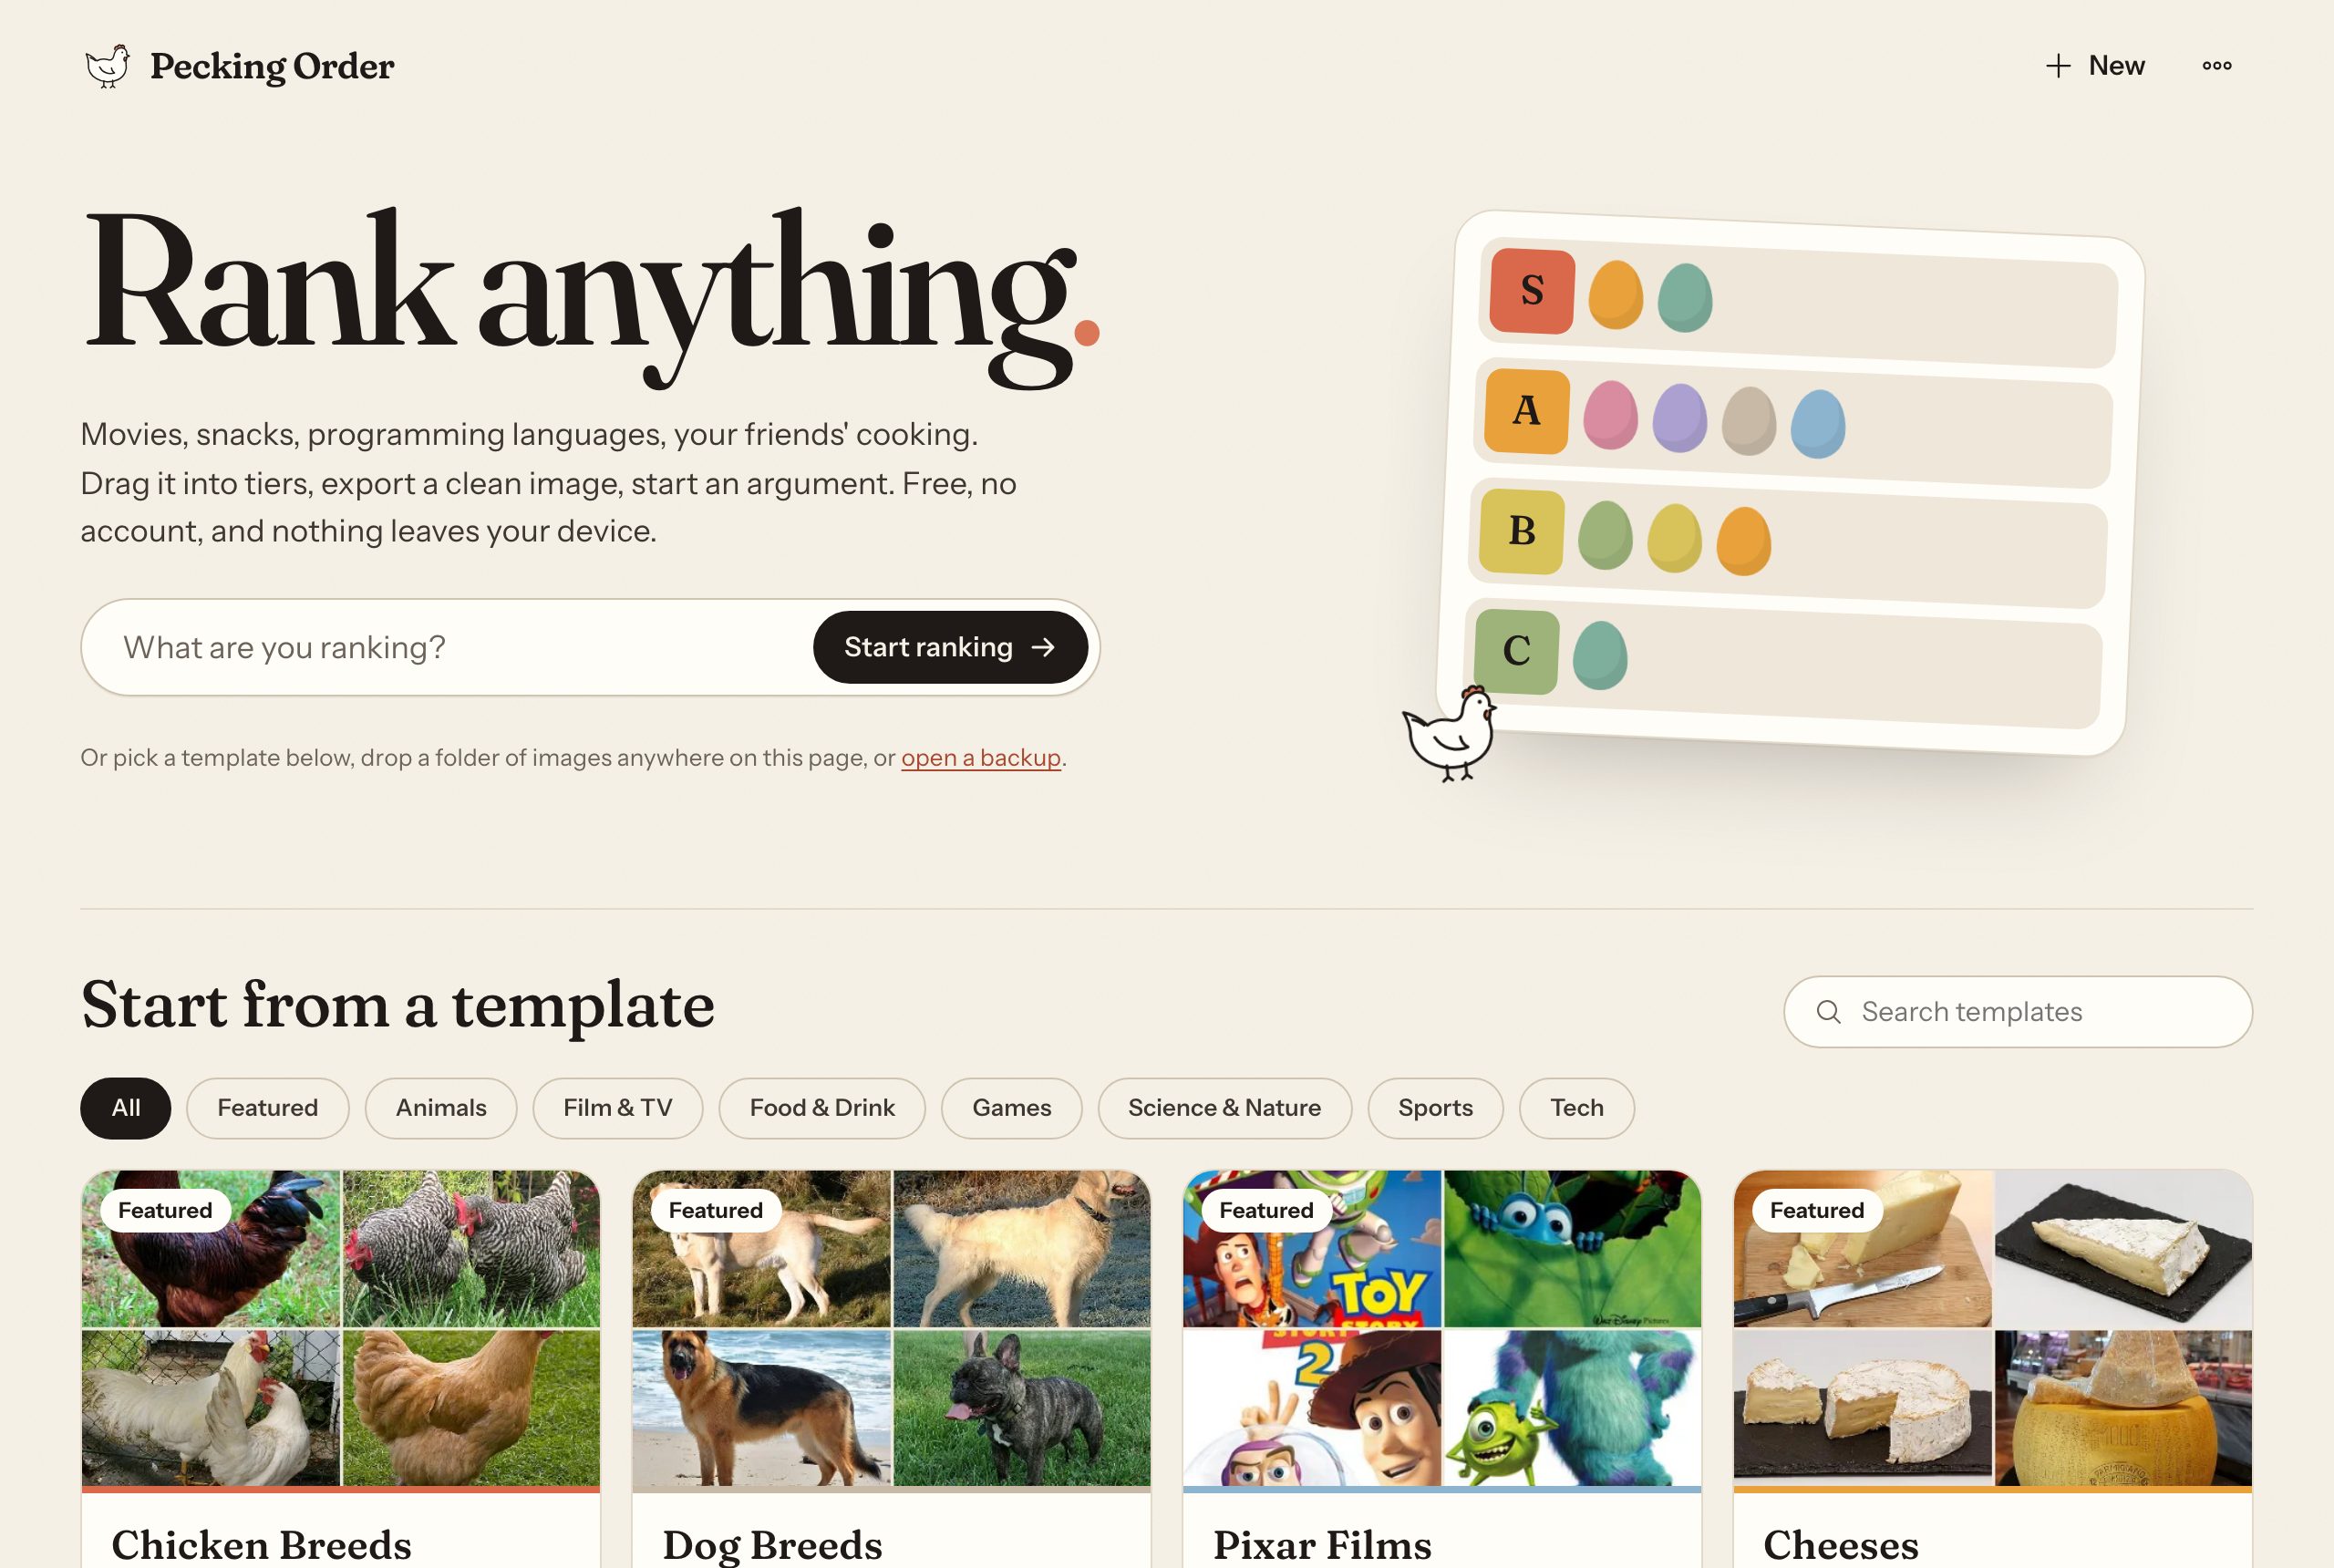 Pecking Order
New
Rank anything.
Movies, snacks, programming languages, your friends' cooking.
Drag it into tiers, export a clean image, start an argument. Free, no
account, and nothing leaves your device.
What are you ranking?
Start ranking
Or pick a template below, drop a folder of images anywhere on this page, or open a backup.
S
A
B
C
Start from a template
Search templates
All
Featured
Animals
Film & TV
Food & Drink
Games
Science & Nature
Sports
Tech
Featured
Featured
Featured
Featured
TOY
STORY
Walt Disney Pictures
STORY
2
Chicken Breeds
Dog Breeds
Pixar Films
Cheeses